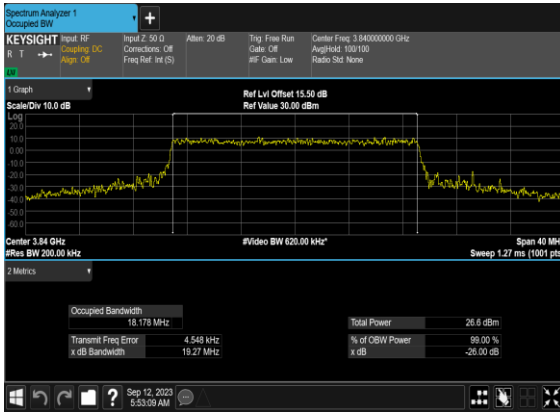 Spectrum Analyzer 1
Occupied BW
KEYSIGHT Input: RF Input Z: 50 Ω Atten: 20 dB Trig: Free Run Center Freq: 3.840000000 GHz
R T Coupling: DC Corrections: Off Gate: Off Avg|Hold: 100/100
Align: Off Freq Ref: Int (S) #IF Gain: Low Radio Std: None
LW
1 Graph
Ref Lvl Offset 15.50 dB
Scale/Div 10.0 dB Ref Value 30.00 dBm
Log
20.0
10.0
0.00
-10.0
-20.0
-30.0
-40.0
-50.0
-60.0
Center 3.84 GHz #Video BW 620.00 kHz* Span 40 MH
#Res BW 200.00 kHz Sweep 1.27 ms (1001 pts
2 Metrics
Occupied Bandwidth
18.178 MHz Total Power 26.6 dBm
Transmit Freq Error 4.548 kHz % of OBW Power 99.00 %
x dB Bandwidth 19.27 MHz x dB -26.00 dB
? Sep 12, 2023
5:53:09 AM